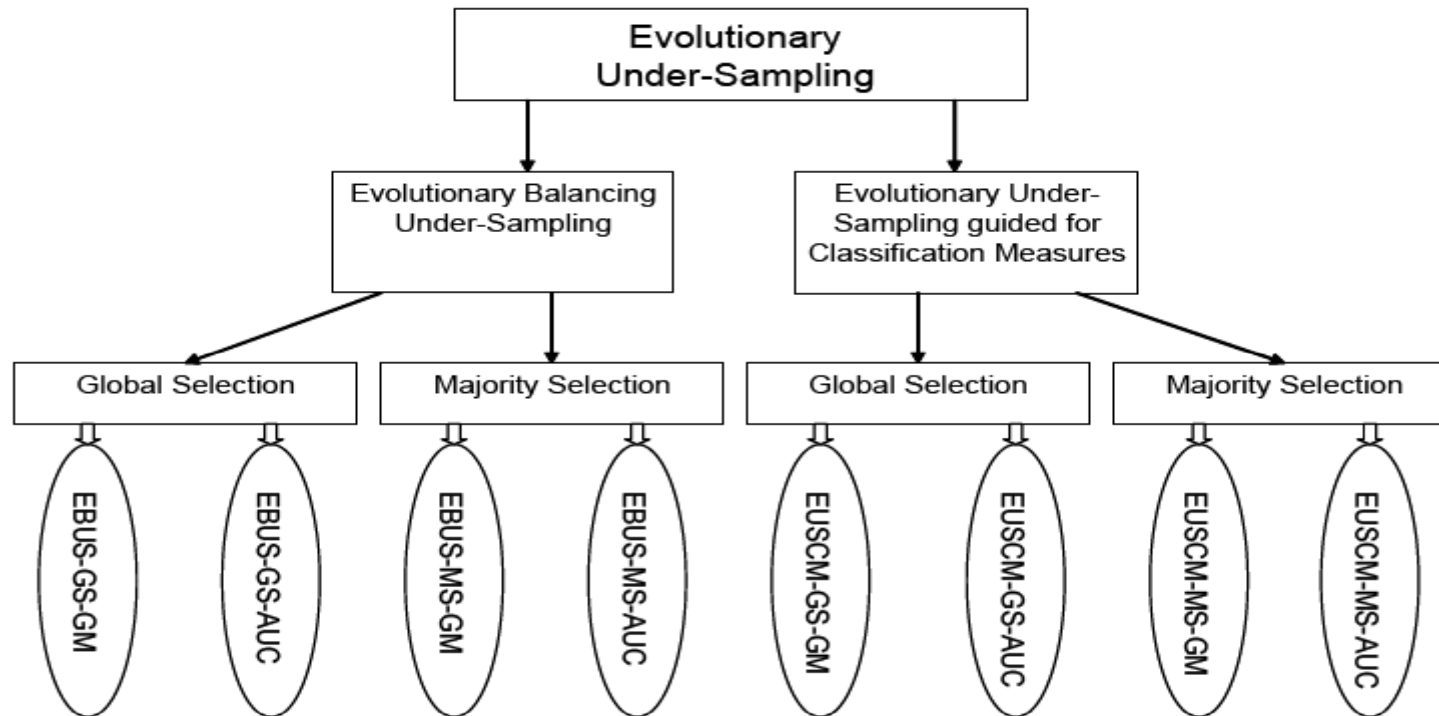 Evolutionary
Under-Sampling
Evolutionary Balancing
Under-Sampling
Evolutionary Under-
Sampling guided for
Classification Measures
Global Selection
Majority Selection
Global Selection
Majority Selection
EBUS-GS-GM
EBUS-GS-AUC
EBUS-MS-GM
EBUS-MS-AUC
EUSCM-GS-GM
EUSCM-GS-AUC
EUSCM-MS-GM
EUSCM-MS-AUC